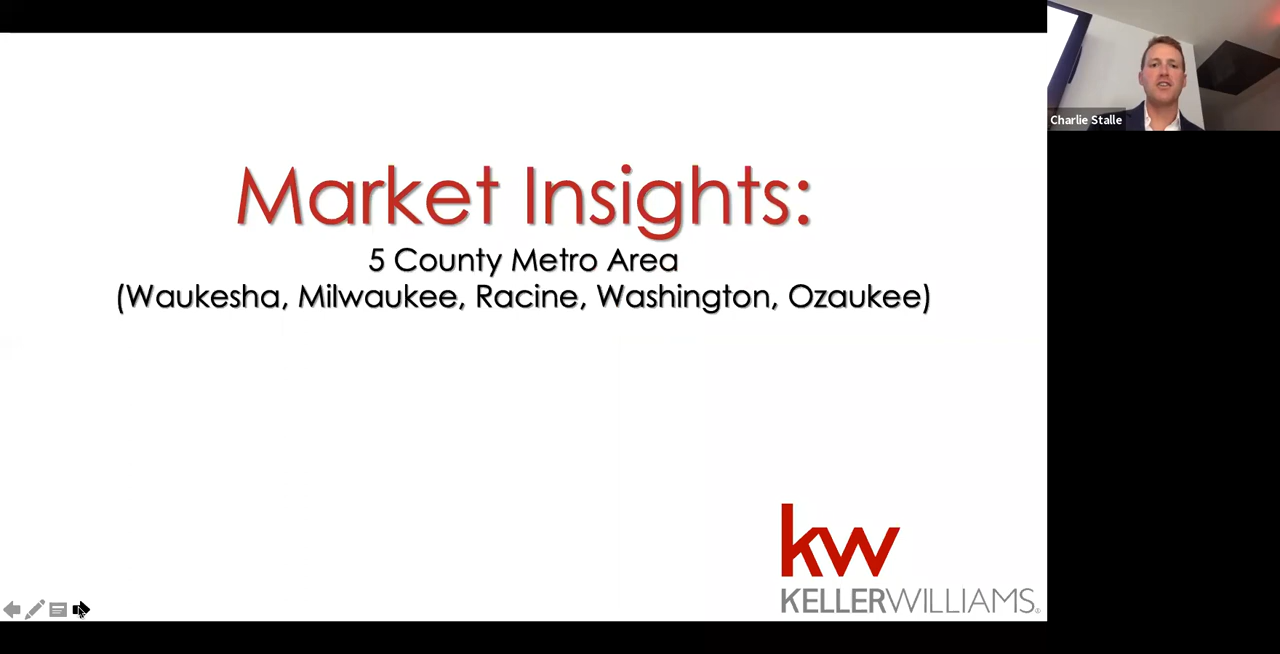 Charlie Stalle
Market Insights:
5 County Metro Area
(Waukesha, Milwaukee, Racine, Washington, Ozaukee)
kw
KELLERWILLIAMS®